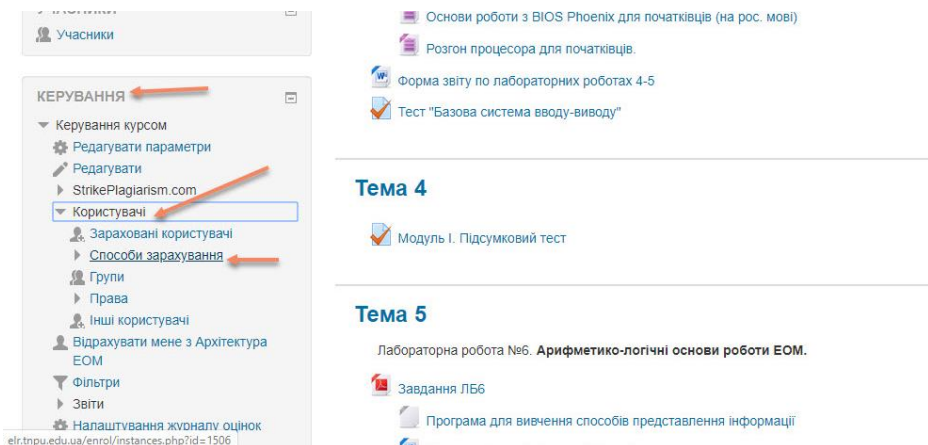 УЧАСНИКИ
Учасники
КЕРУВАННЯ
Керування курсом
Редагувати параметри
Редагувати
StrikePlagiarism.com
Користувачі
Зараховані користувачі
Способи зарахування
Групи
Права
Інші користувачі
Відрахувати мене з Архітектура
ЕОМ
Фільтри
Звіти
Налаштування журналу оцінок
elr.tnpu.edu.ua/enrol/instances.php?id=1506
Основи роботи з BIOS Phoenix для початківців (на рос. мові)
Розгон процесора для початківців.
Форма звіту по лабораторних роботах 4-5
Тест "Базова система вводу-виводу"
Тема 4
Модуль І. Підсумковий тест
Тема 5
Лабораторна робота №6. Арифметико-логічні основи роботи ЕОМ.
Завдання ЛБ6
Програма для вивчення способів представлення інформації